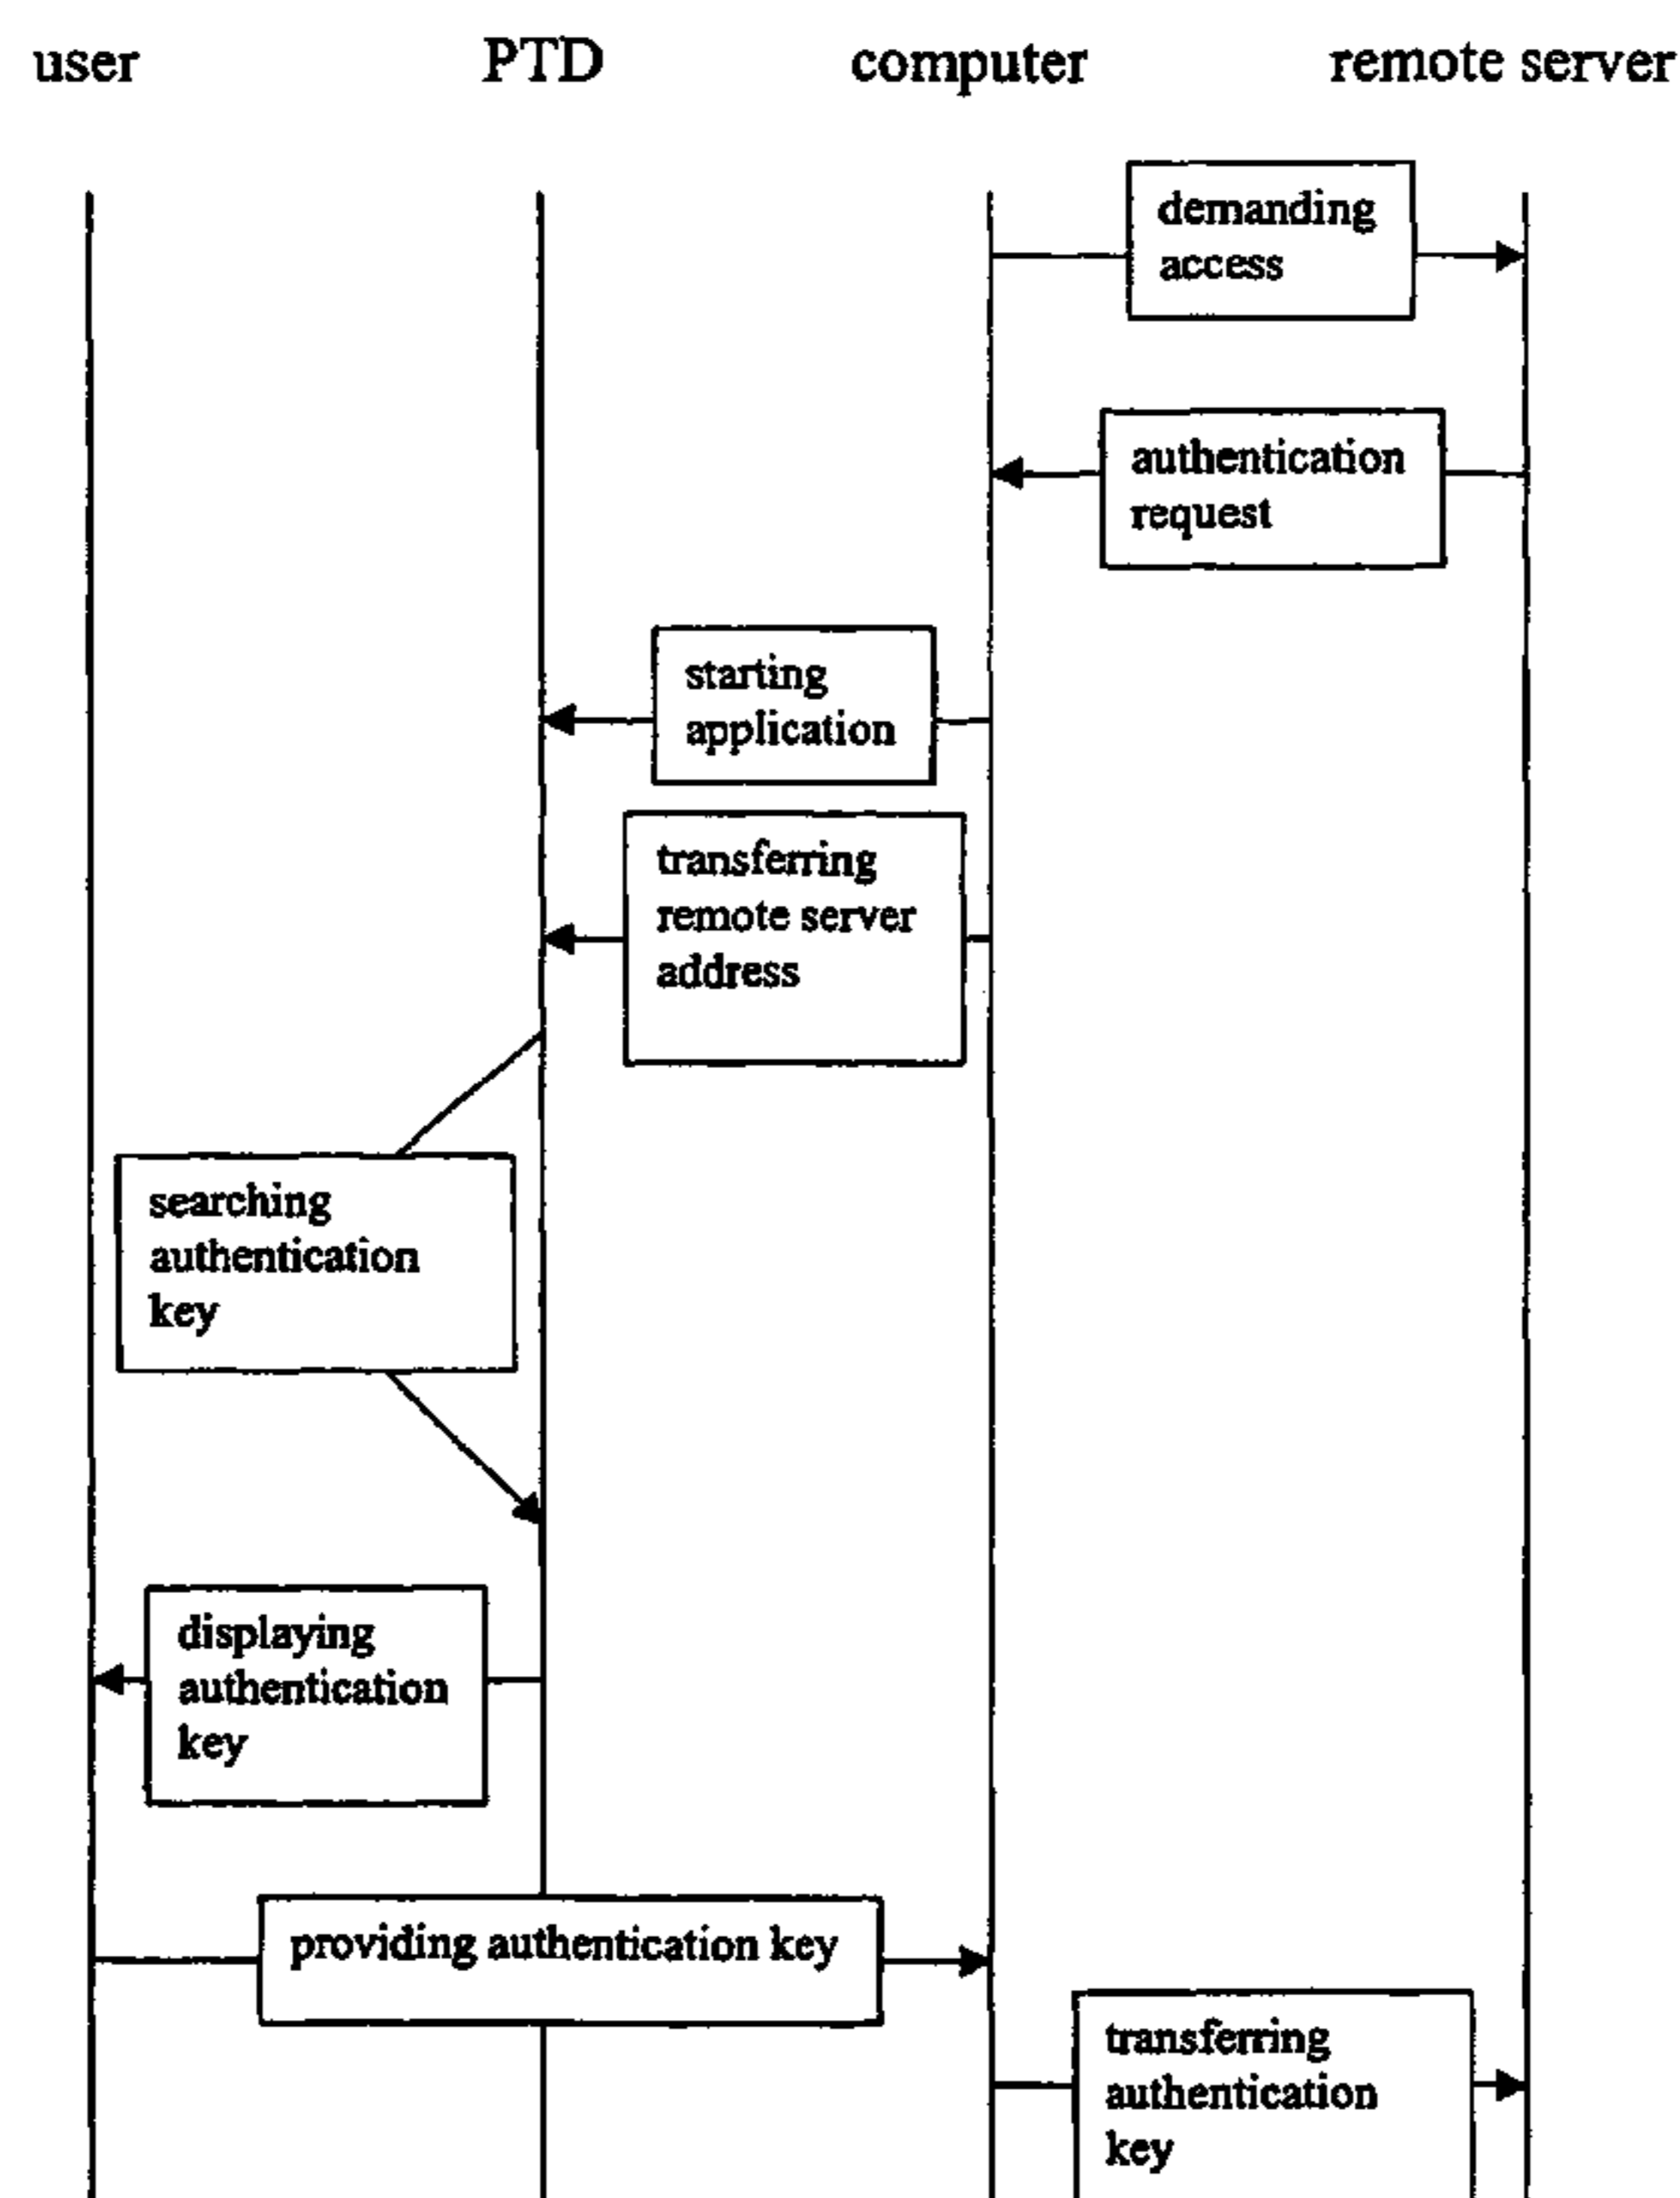 user PTD computer remote server
demanding
access
authentication
request
starting
application
transferring
remote server
address
searching
authentication
key
displaying
authentication
key
providing authentication key
transferring
authentication
key